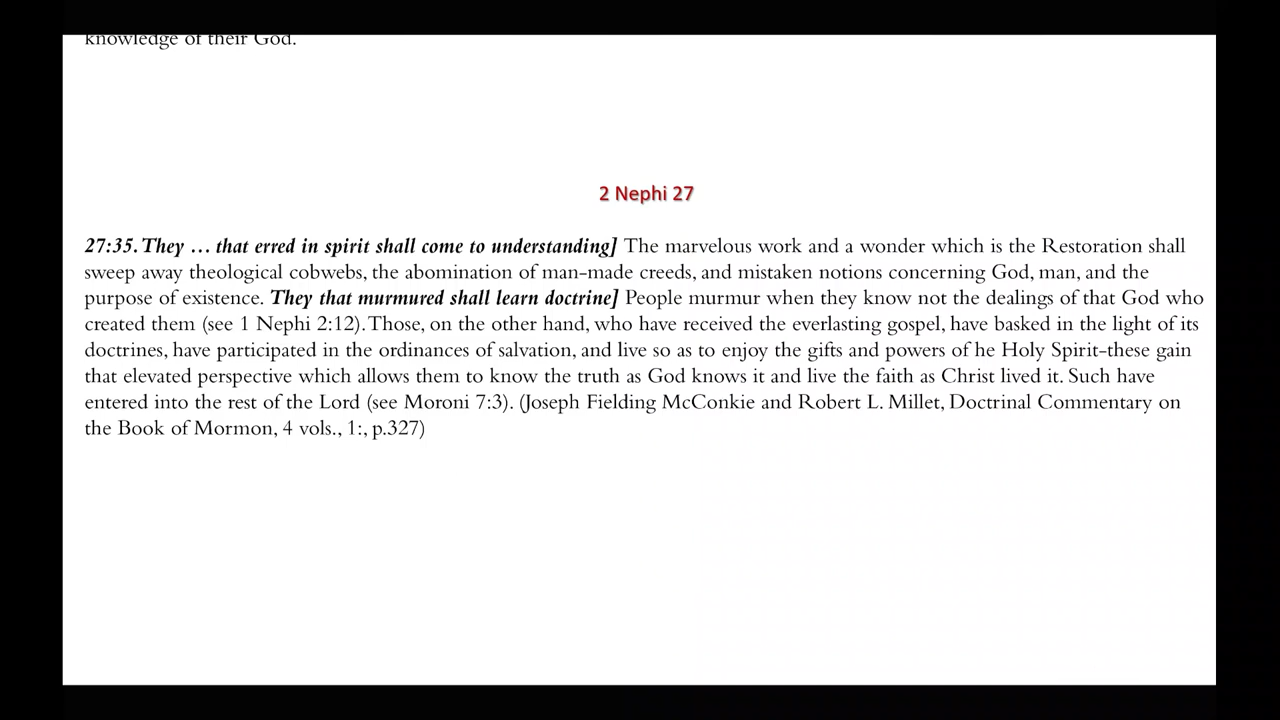 knowledge of their God.
2 Nephi 27
27:35. They … that erred in spirit shall come to understanding] The marvelous work and a wonder which is the Restoration shall
sweep away theological cobwebs, the abomination of man-made creeds, and mistaken notions concerning God, man, and the
purpose of existence. They that murmured shall learn doctrine] People murmur when they know not the dealings of that God who
created them (see 1 Nephi 2:12). Those, on the other hand, who have received the everlasting gospel, have basked in the light of its
doctrines, have participated in the ordinances of salvation, and live so as to enjoy the gifts and powers of he Holy Spirit-these gain
that elevated perspective which allows them to know the truth as God knows it and live the faith as Christ lived it. Such have
entered into the rest of the Lord (see Moroni 7:3). (Joseph Fielding McConkie and Robert L. Millet, Doctrinal Commentary on
the Book of Mormon, 4 vols., 1:, p.327)